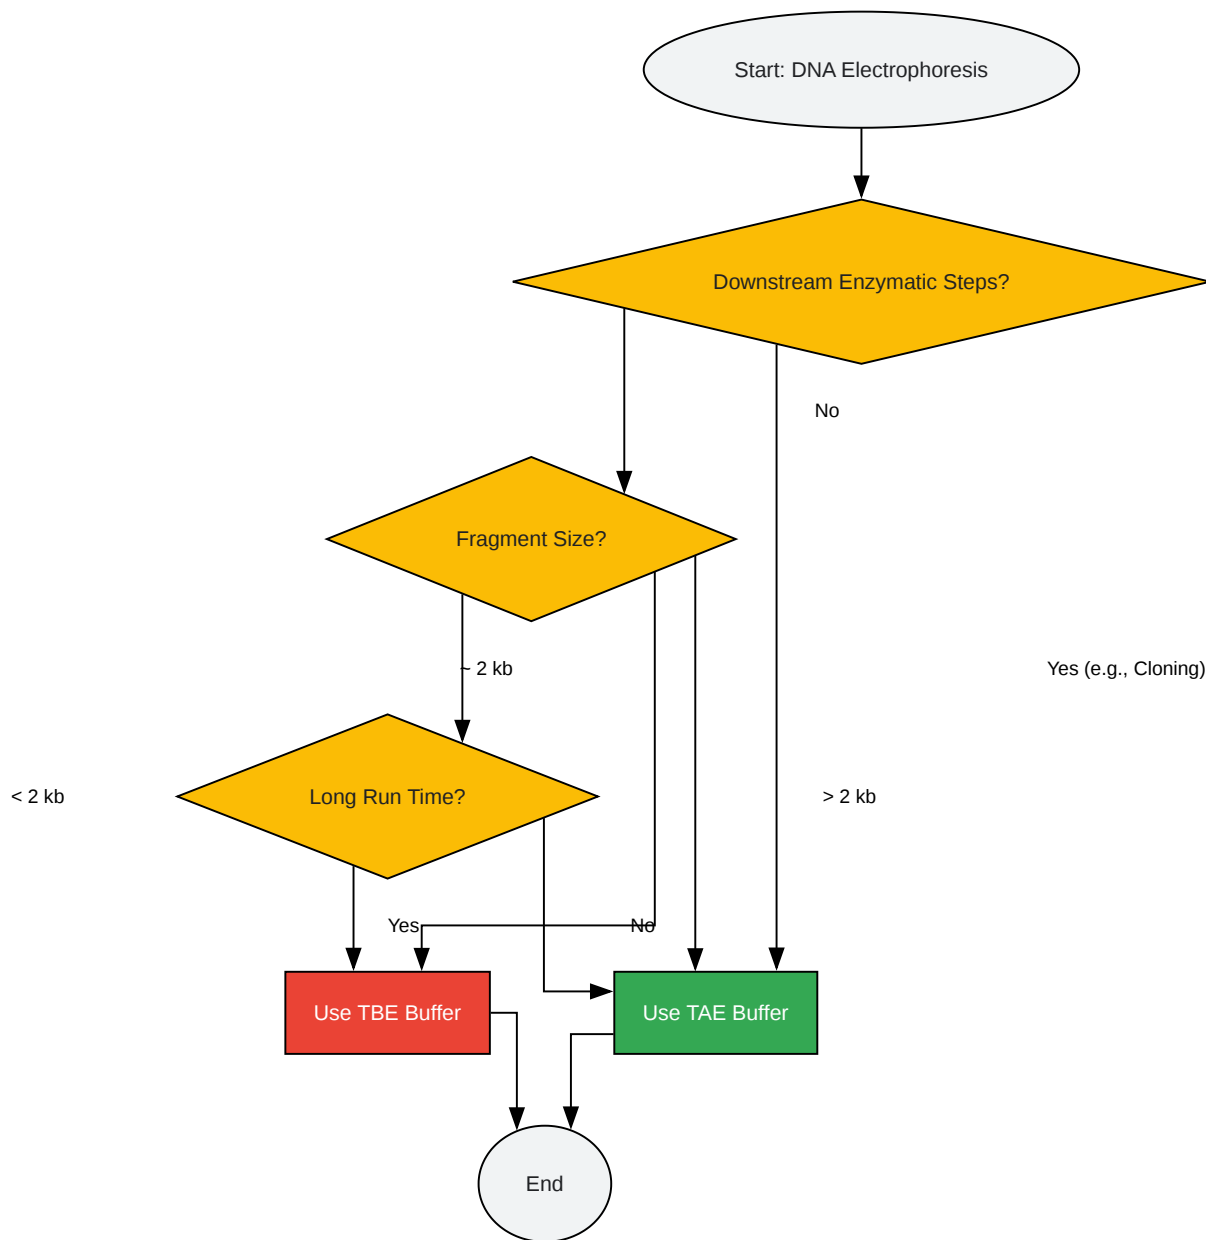 Start: DNA Electrophoresis
Downstream Enzymatic Steps?
No
Fragment Size?
~ 2 kb
Yes (e.g., Cloning)
Long Run Time?
< 2 kb
> 2 kb
Yes
No
Use TBE Buffer
Use TAE Buffer
End